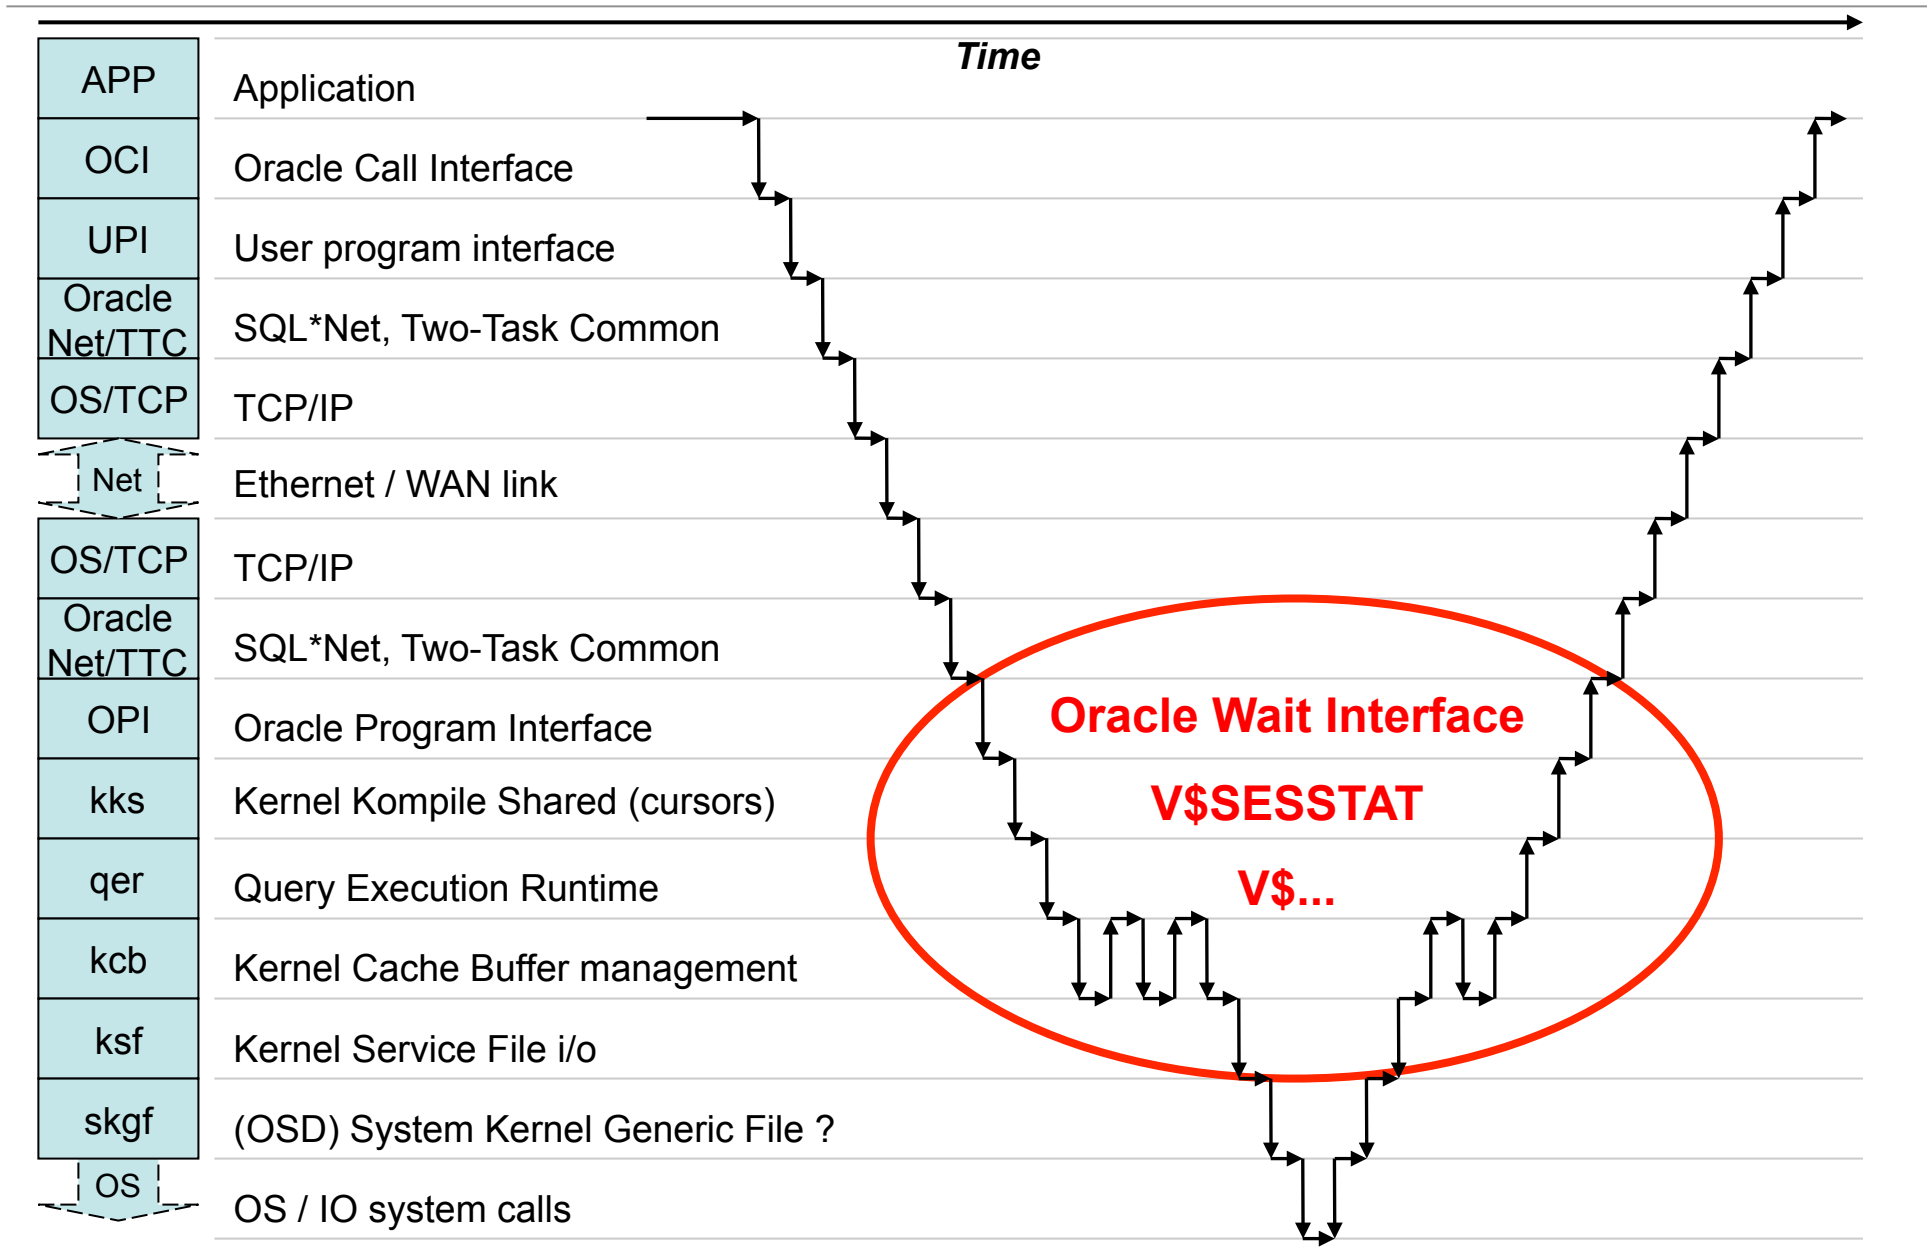 Time
APP
Application
OCI
Oracle Call Interface
UPI
User program interface
Oracle
Net/TTC
SQL*Net, Two-Task Common
OS/TCP
TCP/IP
Net
Ethernet / WAN link
OS/TCP
TCP/IP
Oracle
Net/TTC
SQL*Net, Two-Task Common
OPI
Oracle Program Interface
Oracle Wait Interface
kks
Kernel Kompile Shared (cursors)
V$SESSTAT
qer
Query Execution Runtime
V$...
kcb
Kernel Cache Buffer management
ksf
Kernel Service File i/o
skgf
(OSD) System Kernel Generic File ?
OS
OS / IO system calls